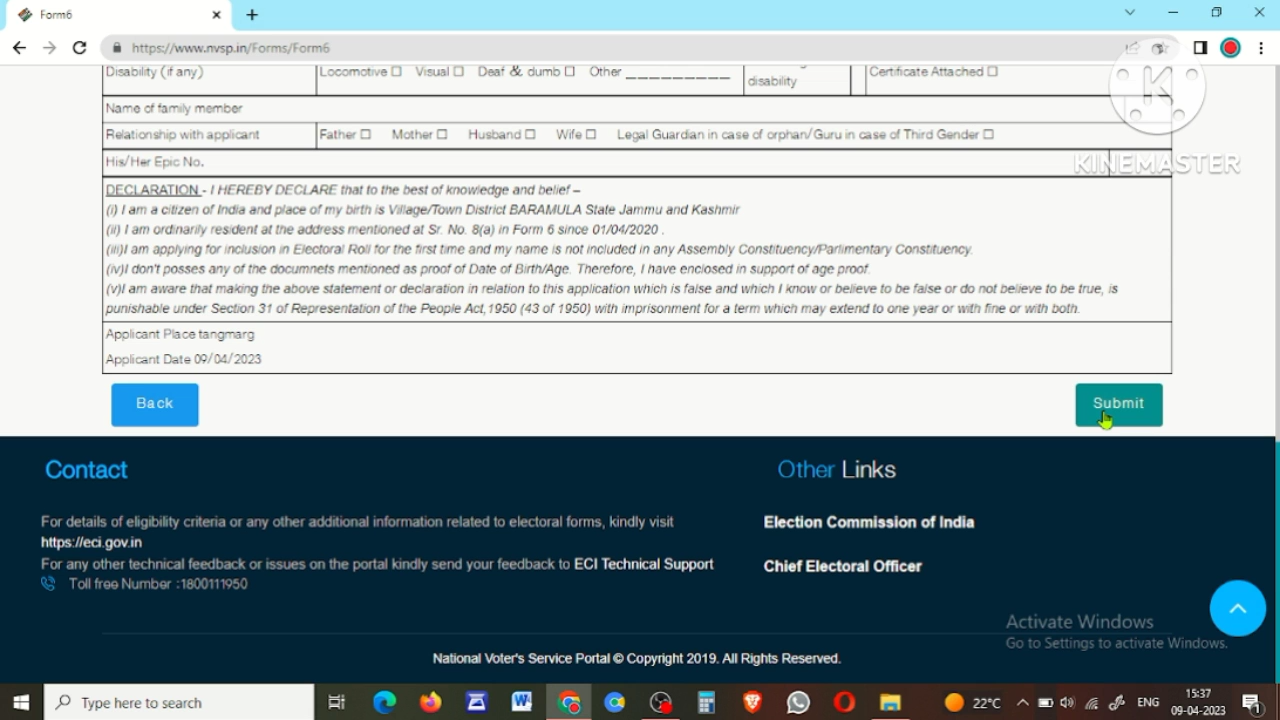 Form6
https://www.nvsp.in/Forms/Form6
Disability (if any) Locomotive Visual Deaf & dumb Other __________ disability Certificate Attached
Name of family member
Relationship with applicant Father Mother Husband Wife Legal Guardian in case of orphan/Guru in case of Third Gender
His/Her Epic No.
K
KINEMASTER
DECLARATION - I HEREBY DECLARE that to the best of knowledge and belief –
(i) I am a citizen of India and place of my birth is Village/Town District BARAMULA State Jammu and Kashmir
(ii) I am ordinarily resident at the address mentioned at Sr. No. 8(a) in Form 6 since 01/04/2020 .
(iii)I am applying for inclusion in Electoral Roll for the first time and my name is not included in any Assembly Constituency/Parlimentary Constituency.
(iv)I don't posses any of the documnets mentioned as proof of Date of Birth/Age. Therefore, I have enclosed in support of age proof.
(v)I am aware that making the above statement or declaration in relation to this application which is false and which I know or believe to be false or do not believe to be true, is
punishable under Section 31 of Representation of the People Act,1950 (43 of 1950) with imprisonment for a term which may extend to one year or with fine or with both.
Applicant Place tangmarg
Applicant Date 09/04/2023
Back
Submit
Contact
Other Links
For details of eligibility criteria or any other additional information related to electoral forms, kindly visit
https://eci.gov.in
For any other technical feedback or issues on the portal kindly send your feedback to ECI Technical Support
Toll free Number :1800111950
Election Commission of India
Chief Electoral Officer
Activate Windows
Go to Settings to activate Windows.
National Voter's Service Portal © Copyright 2019. All Rights Reserved.
Type here to search
22°C
ENG
15:37
09-04-2023
1